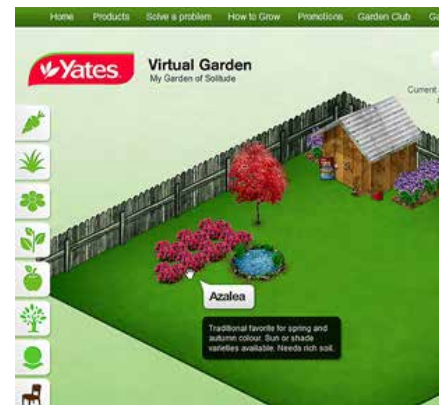 Home Products Solve a problem How to Grow Promotions Garden Club Ga
Yates
Virtual Garden
My Garden of Solitude
Current
Azalea
Traditional favorite for spring and
autumn colour. Sun or shade
varieties available. Needs rich soil.